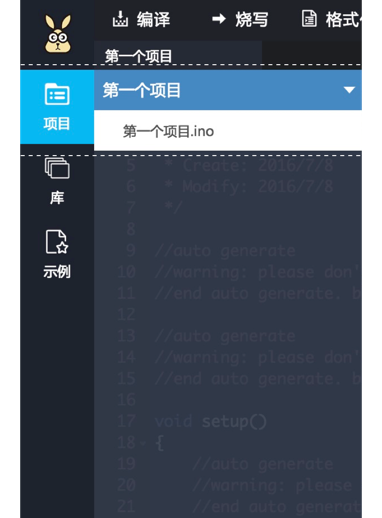 编译
烧写
格式
第一个项目
项目
第一个项目
第一个项目.ino
库
示例
5 * Create: 2016/7/8
6 * Modify: 2016/7/8
7 */
8
9 //auto generate
10 //warning: please don'
11 //end auto generate. b
12
13 //auto generate
14 //warning: please don'
15 //end auto generate. b
16
17 void setup()
18 {
19 //auto generate
20 //warning: please
21 //end auto generat